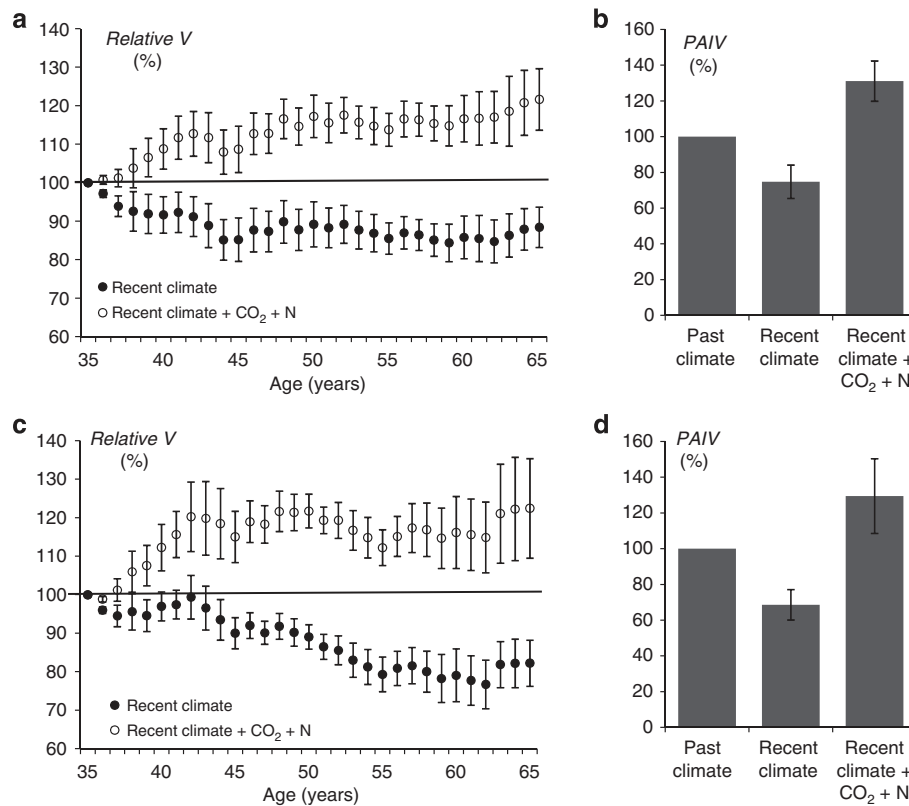 a
Relative V
(%)
140
130
120
110
100
90
80
70
60
Recent climate
Recent climate + CO₂ + N
35 40 45 50 55 60 65
Age (years)
b
PAIV
(%)
160
140
120
100
80
60
40
20
0
Past climate
Recent climate
Recent climate + CO₂ + N
c
Relative V
(%)
140
130
120
110
100
90
80
70
60
Recent climate
Recent climate + CO₂ + N
35 40 45 50 55 60 65
Age (years)
d
PAIV
(%)
160
140
120
100
80
60
40
20
0
Past climate
Recent climate
Recent climate + CO₂ + N